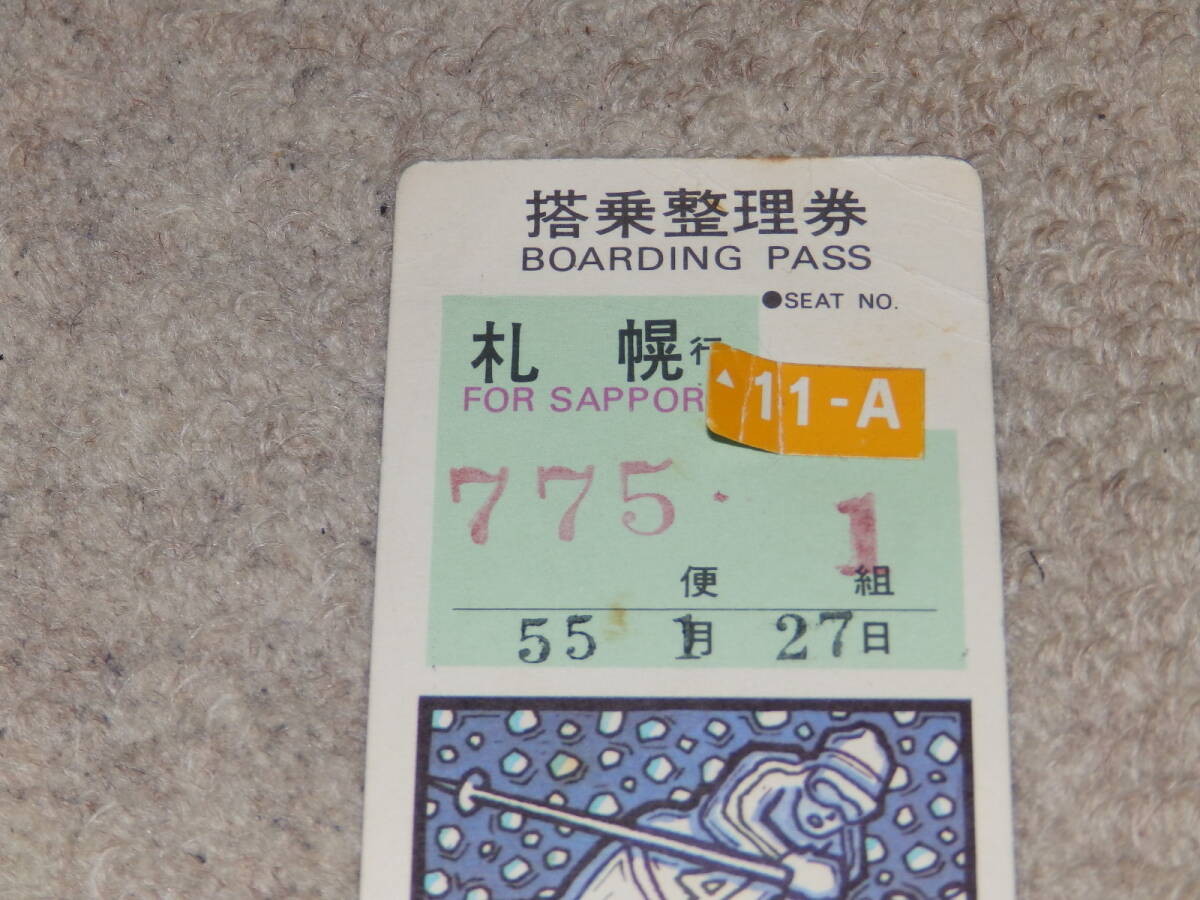 搭乗整理券
BOARDING PASS
●SEAT NO.
札幌行
FOR SAPPOR
11-A
775 1
便 組
55 1月 27日